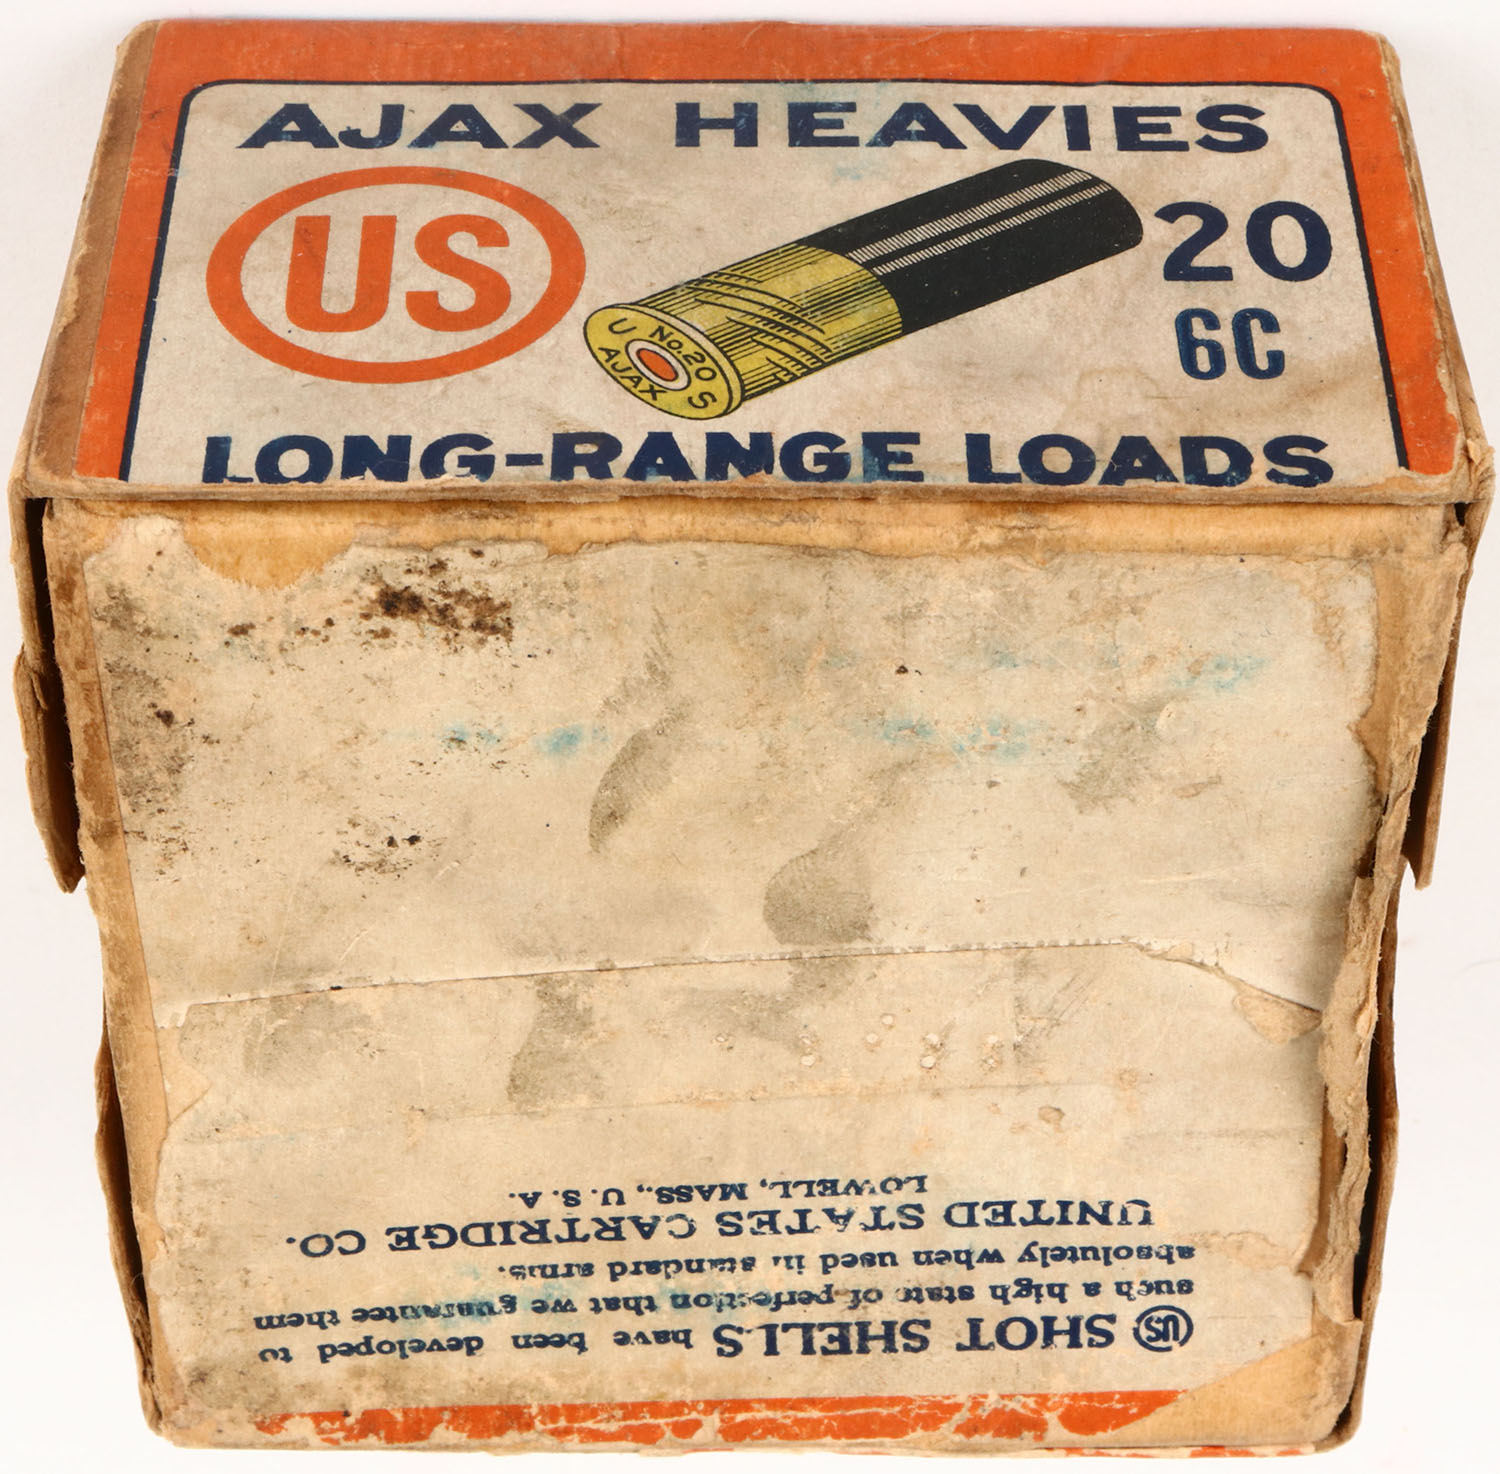 AJAX HEAVIES
US
20
6C
U No.20 S
AJAX
LONG-RANGE LOADS
US SHOT SHELLS have been developed to
such a high state of perfection that we guarantee them
absolutely when used in standard arms.
UNITED STATES CARTRIDGE CO.
LOWELL, MASS., U.S.A.